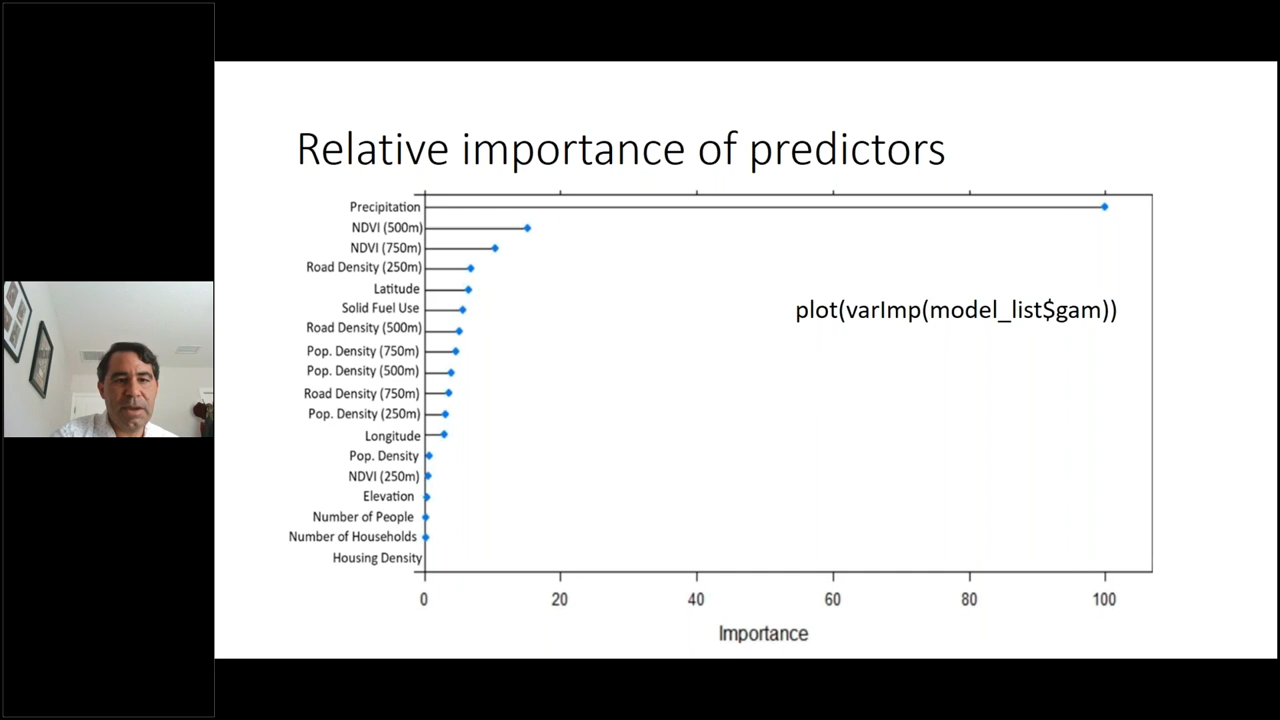 Relative importance of predictors
Precipitation
NDVI (500m)
NDVI (750m)
Road Density (250m)
Latitude
Solid Fuel Use
Road Density (500m)
Pop. Density (750m)
Pop. Density (500m)
Road Density (750m)
Pop. Density (250m)
Longitude
Pop. Density
NDVI (250m)
Elevation
Number of People
Number of Households
Housing Density
plot(varImp(model_list$gam))
0 20 40 60 80 100
Importance